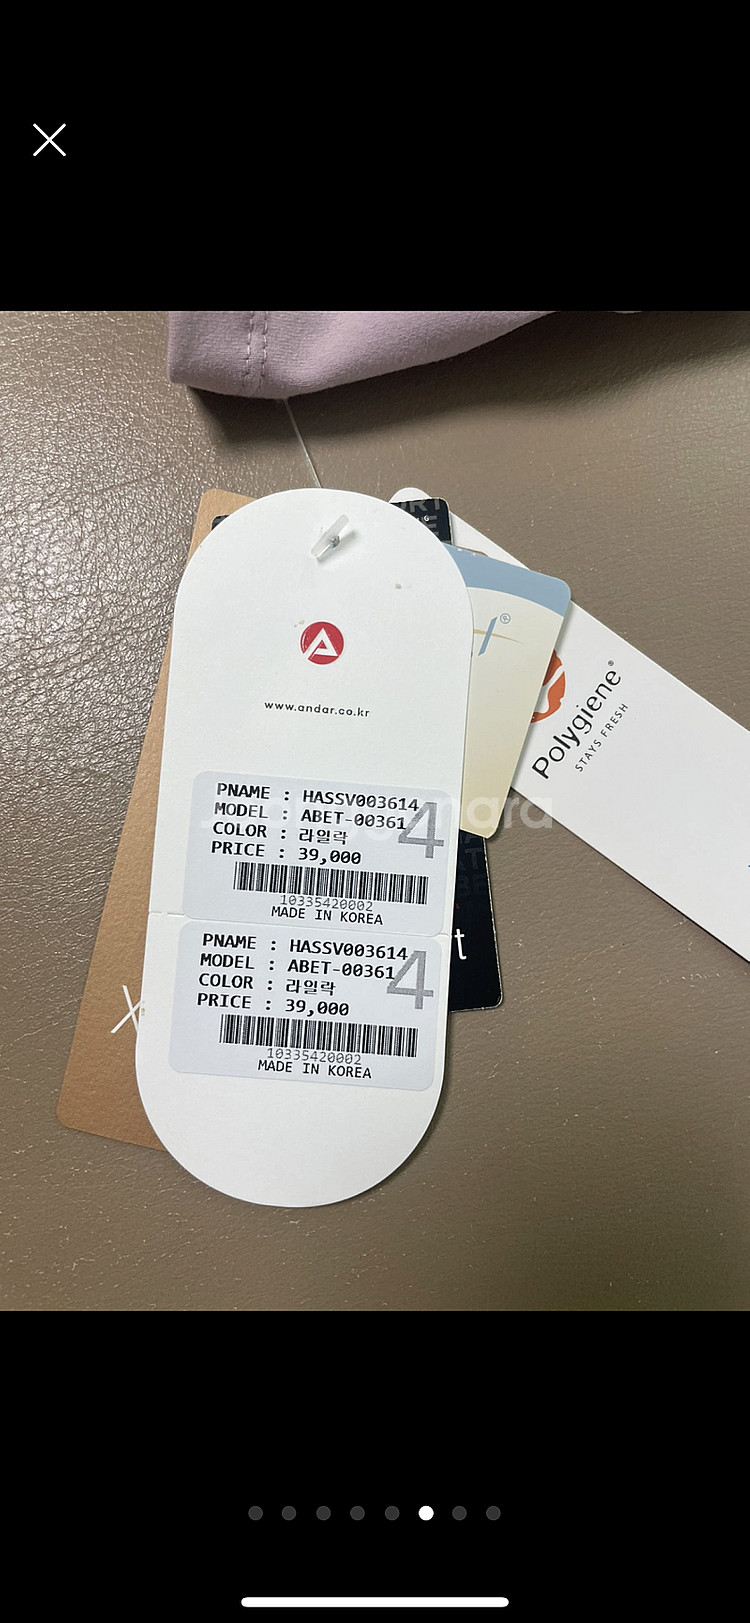 www.andar.co.kr
PNAME : HASSV003614
MODEL : ABET-00361
COLOR : 라일락
PRICE : 39,000
4
10335420002
MADE IN KOREA
PNAME : HASSV003614
MODEL : ABET-00361
COLOR : 라일락
PRICE : 39,000
4
10335420002
MADE IN KOREA
Polygiene®
STAYS FRESH
X
t